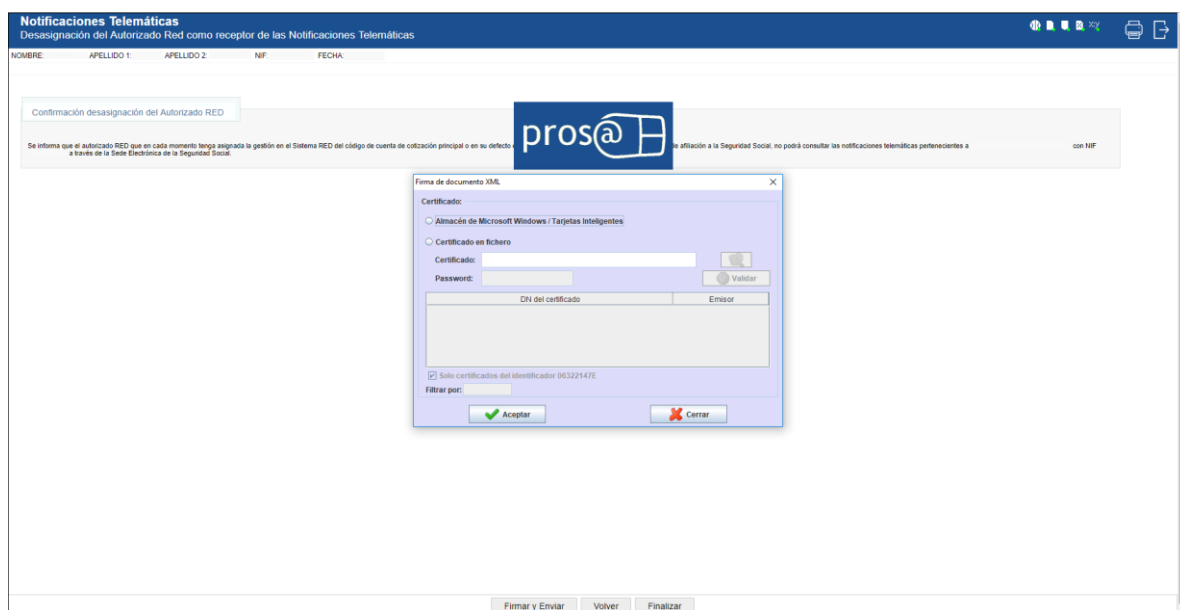 Notificaciones Telemáticas
Desasignación del Autorizado Red como receptor de las Notificaciones Telemáticas
NOMBRE: APELLIDO 1: APELLIDO 2: NIF: FECHA:
Confirmación desasignación del Autorizado RED
pros@
Se informa que el autorizado RED que en cada momento tenga asignada la gestión en el Sistema RED del código de cuenta de cotización principal o en su defecto de afiliación a la Seguridad Social, no podrá consultar las notificaciones telemáticas pertenecientes a con NIF
a través de la Sede Electrónica de la Seguridad Social.
Firma de documento XML
Certificado:
Almacén de Microsoft Windows / Tarjetas Inteligentes
Certificado en fichero
Certificado:
Password: Validar
DN del certificado Emisor
Solo certificados del identificador 06322147E
Filtrar por:
Aceptar Cerrar
Firmar y Enviar Volver Finalizar